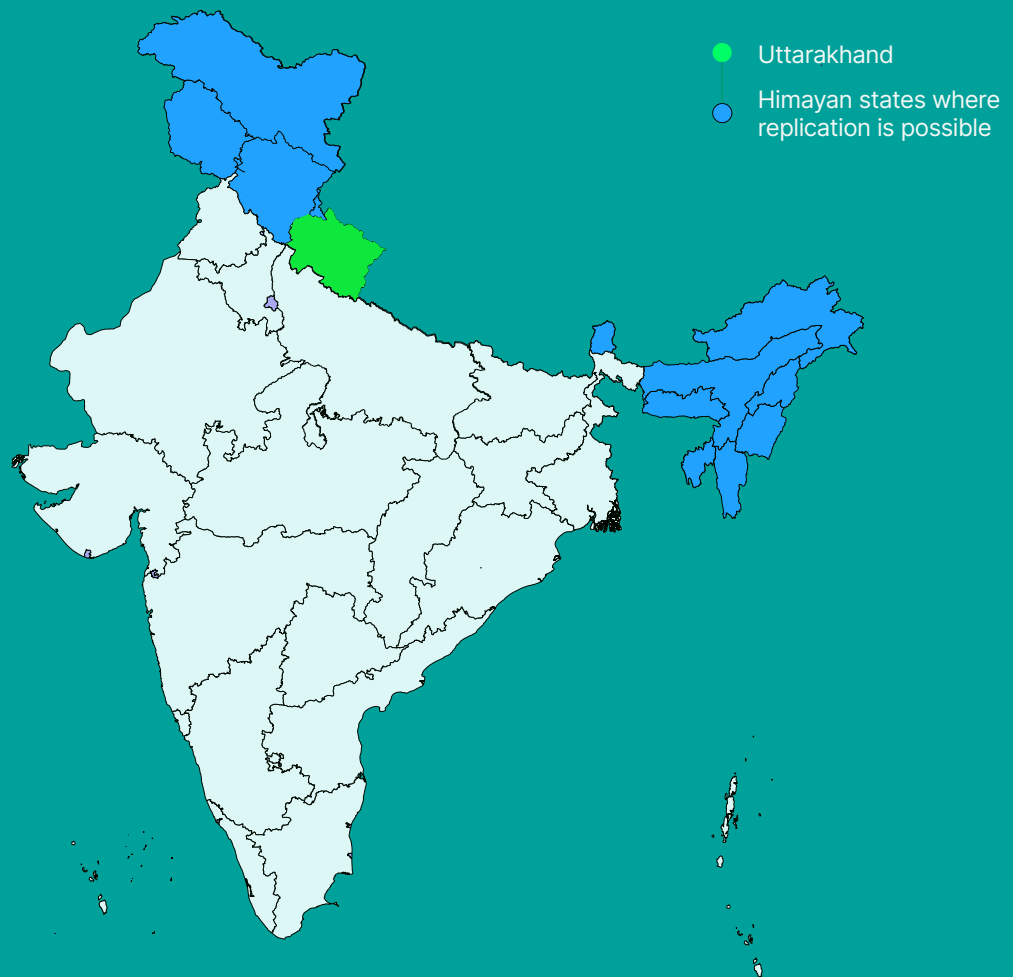 Uttarakhand
Himayan states where
replication is possible